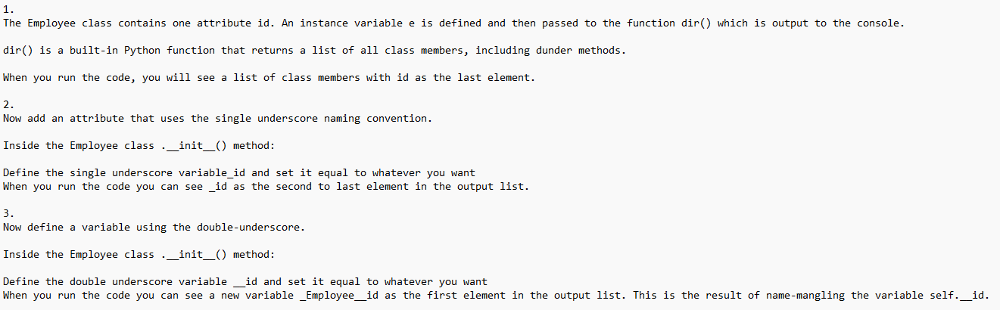 1.
The Employee class contains one attribute id. An instance variable e is defined and then passed to the function dir() which is output to the console.
dir() is a built-in Python function that returns a list of all class members, including dunder methods.
When you run the code, you will see a list of class members with id as the last element.
2.
Now add an attribute that uses the single underscore naming convention.
Inside the Employee class .__init__() method:
Define the single underscore variable_id and set it equal to whatever you want
When you run the code you can see _id as the second to last element in the output list.
3.
Now define a variable using the double-underscore.
Inside the Employee class .__init__() method:
Define the double underscore variable __id and set it equal to whatever you want
When you run the code you can see a new variable _Employee__id as the first element in the output list. This is the result of name-mangling the variable self.__id.